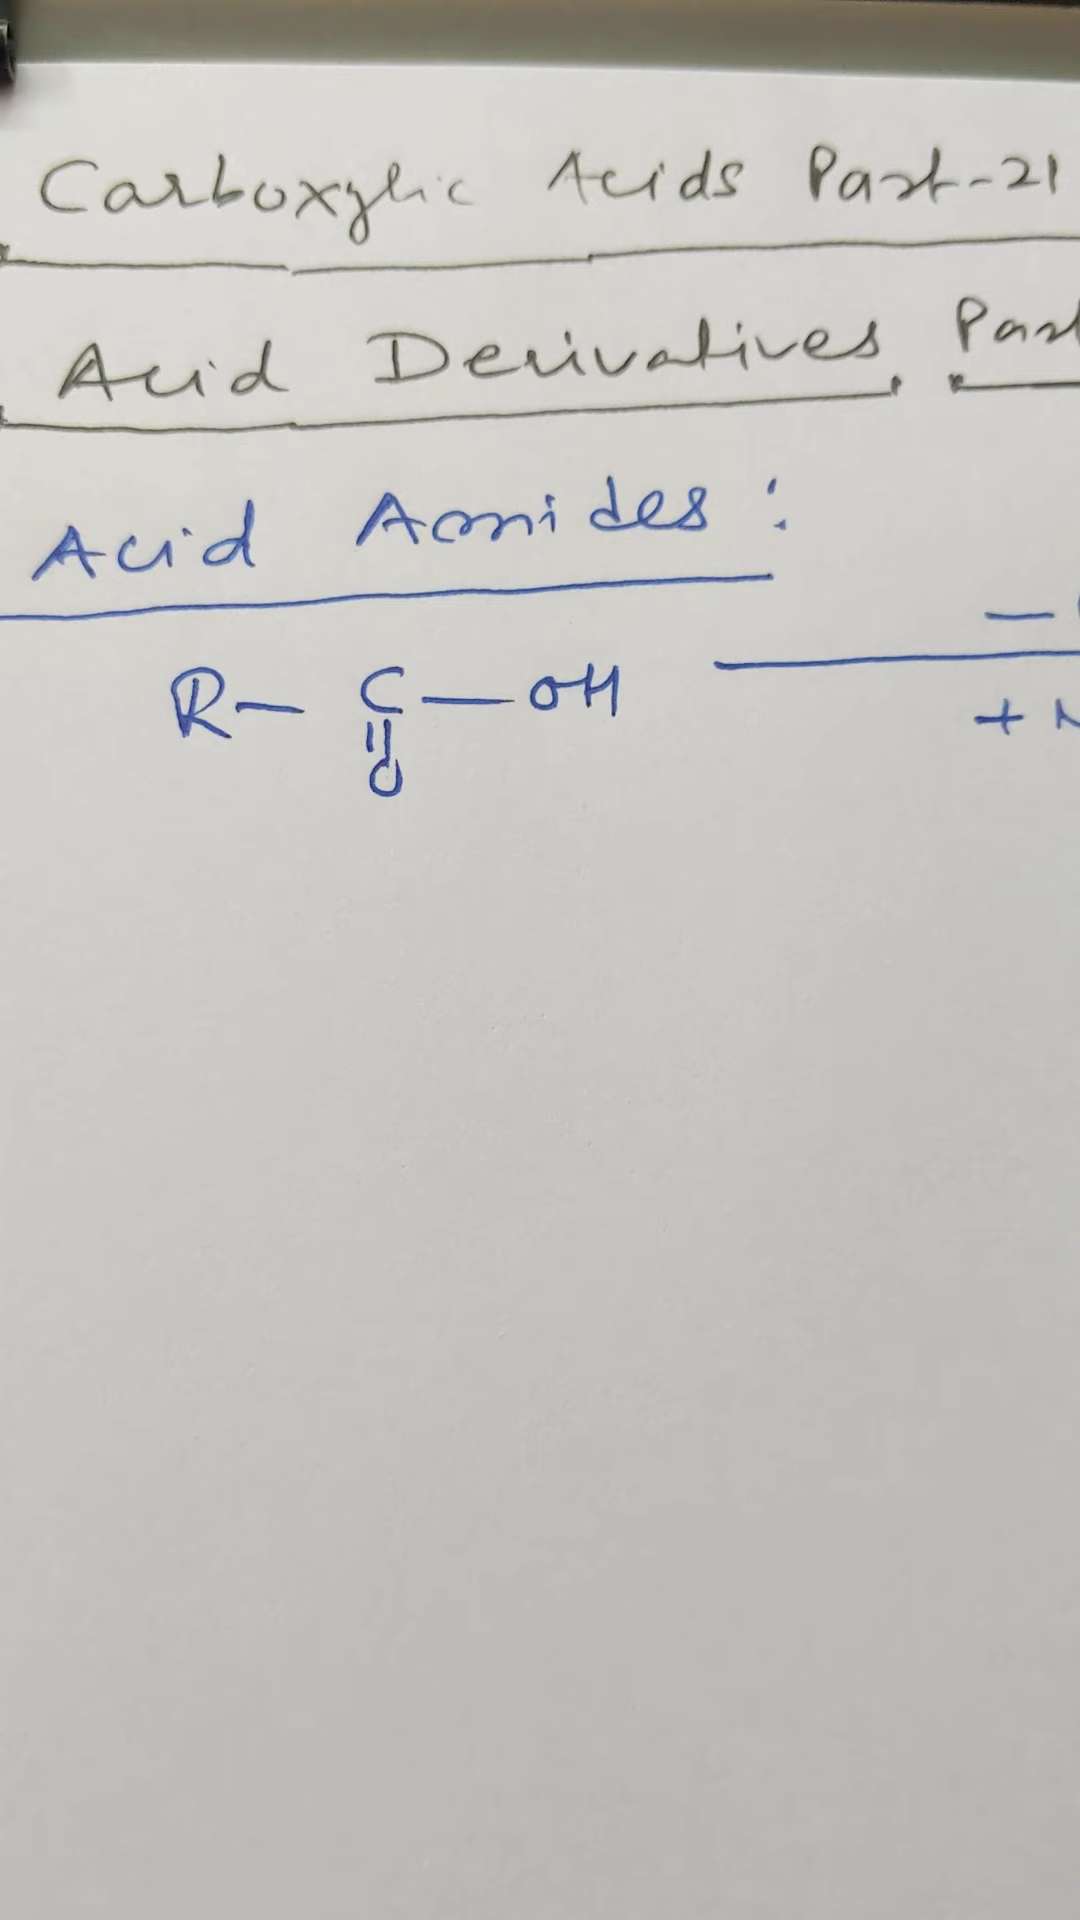 Carboxylic Acids Part-21
Acid Derivatives
Acid Amides :
R- C - OH
||
O